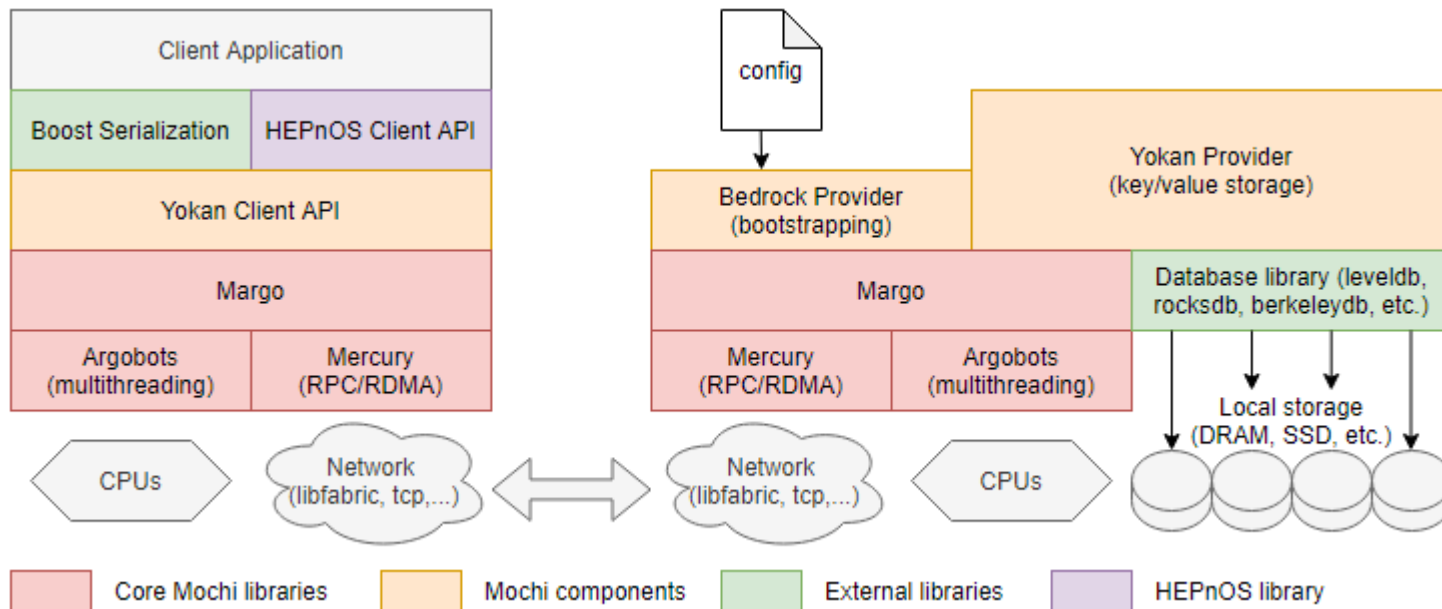 Client Application
Boost Serialization
HEPnOS Client API
Yokan Client API
Margo
Argobots
(multithreading)
Mercury
(RPC/RDMA)
CPUs
Network
(libfabric, tcp,...)
config
Bedrock Provider
(bootstrapping)
Yokan Provider
(key/value storage)
Margo
Database library (leveldb,
rocksdb, berkeleydb, etc.)
Mercury
(RPC/RDMA)
Argobots
(multithreading)
Local storage
(DRAM, SSD, etc.)
Network
(libfabric, tcp,...)
CPUs
Core Mochi libraries
Mochi components
External libraries
HEPnOS library